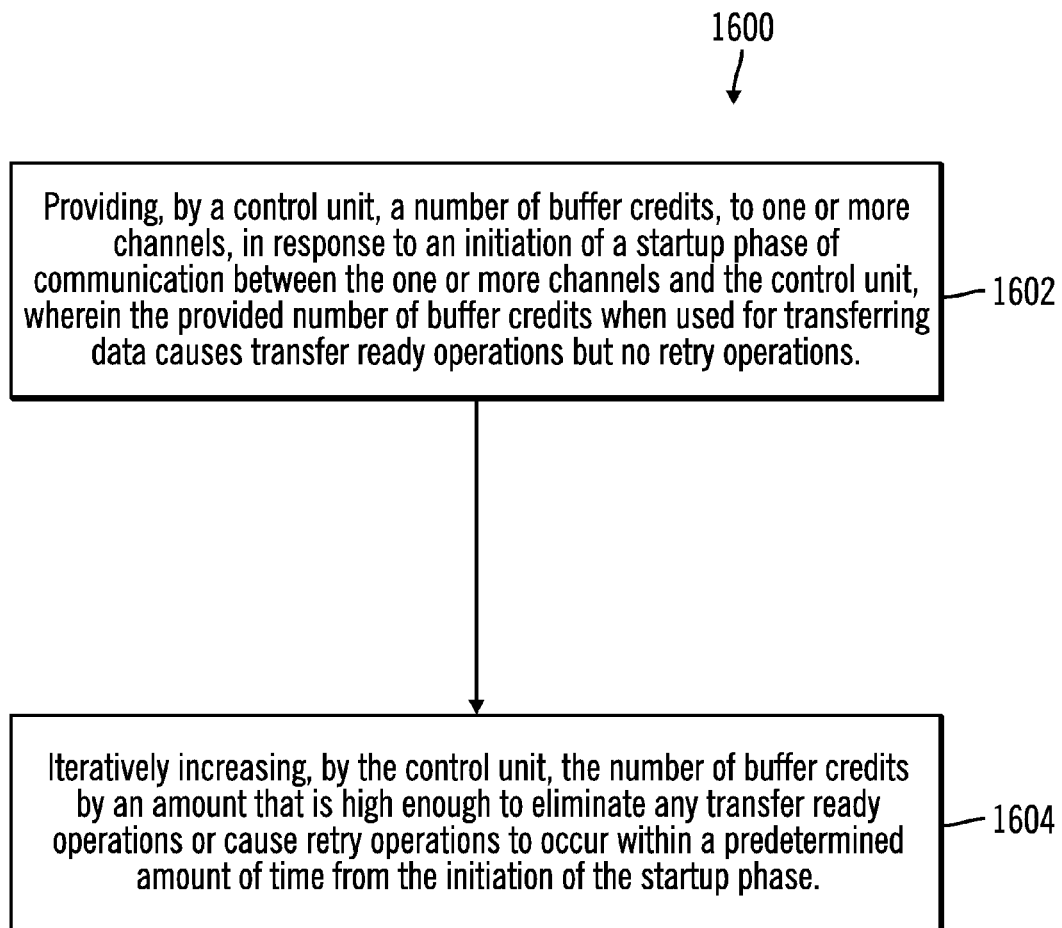 1600
Providing, by a control unit, a number of buffer credits, to one or more
channels, in response to an initiation of a startup phase of
communication between the one or more channels and the control unit,
wherein the provided number of buffer credits when used for transferring
data causes transfer ready operations but no retry operations.
1602
Iteratively increasing, by the control unit, the number of buffer credits
by an amount that is high enough to eliminate any transfer ready
operations or cause retry operations to occur within a predetermined
amount of time from the initiation of the startup phase.
1604